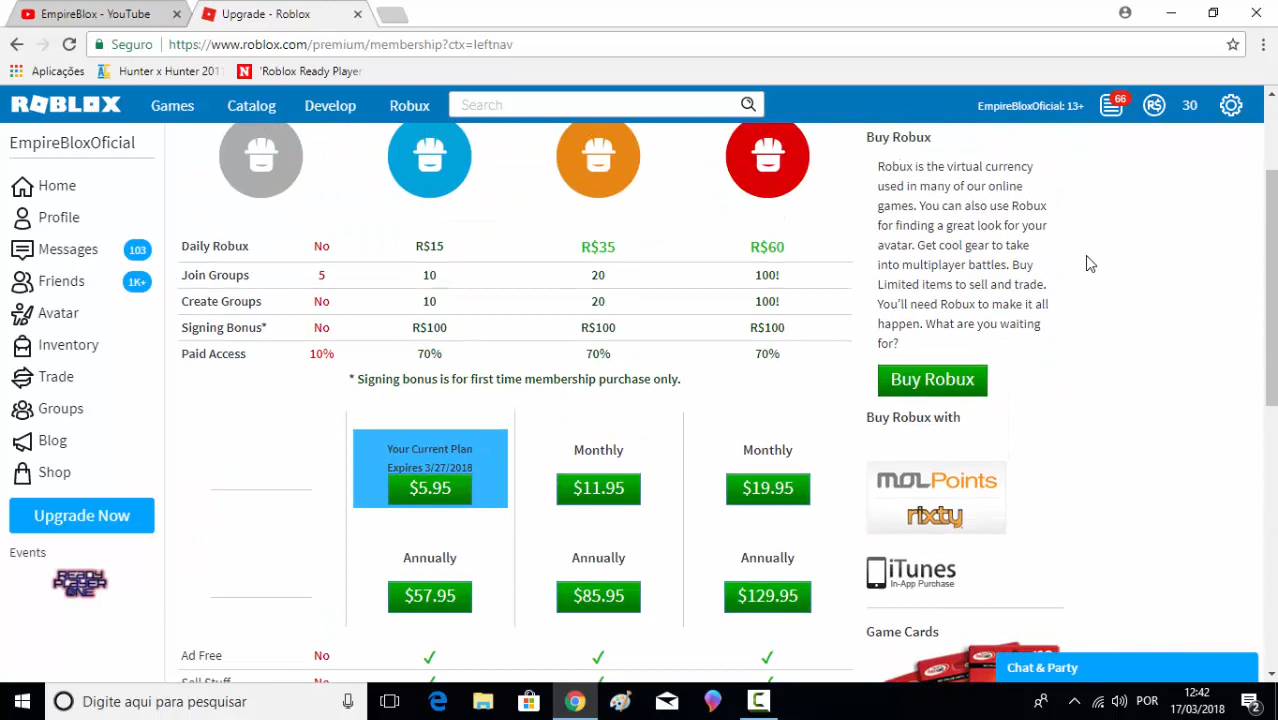 EmpireBlox - YouTube
Upgrade - Roblox
Seguro https://www.roblox.com/premium/membership?ctx=leftnav
Aplicações
Hunter x Hunter 201
'Roblox Ready Player
ROBLOX
Games
Catalog
Develop
Robux
Search
EmpireBloxOficial: 13+
66
R$
30
EmpireBloxOficial
Home
Profile
Messages 103
Friends 1K+
Avatar
Inventory
Trade
Groups
Blog
Shop
Upgrade Now
Events
READY
PLAYER
ONE
Daily Robux No R$15 R$35 R$60
Join Groups 5 10 20 100!
Create Groups No 10 20 100!
Signing Bonus* No R$100 R$100 R$100
Paid Access 10% 70% 70% 70%
* Signing bonus is for first time membership purchase only.
Your Current Plan
Expires 3/27/2018
$5.95
Monthly
$11.95
Monthly
$19.95
Annually
$57.95
Annually
$85.95
Annually
$129.95
Ad Free No
Sell Stuff
Buy Robux
Robux is the virtual currency
used in many of our online
games. You can also use Robux
for finding a great look for your
avatar. Get cool gear to take
into multiplayer battles. Buy
Limited items to sell and trade.
You'll need Robux to make it all
happen. What are you waiting
for?
Buy Robux
Buy Robux with
MOLPoints
rixty
iTunes
In-App Purchase
Game Cards
Chat & Party
Digite aqui para pesquisar
POR
12:42
17/03/2018
2